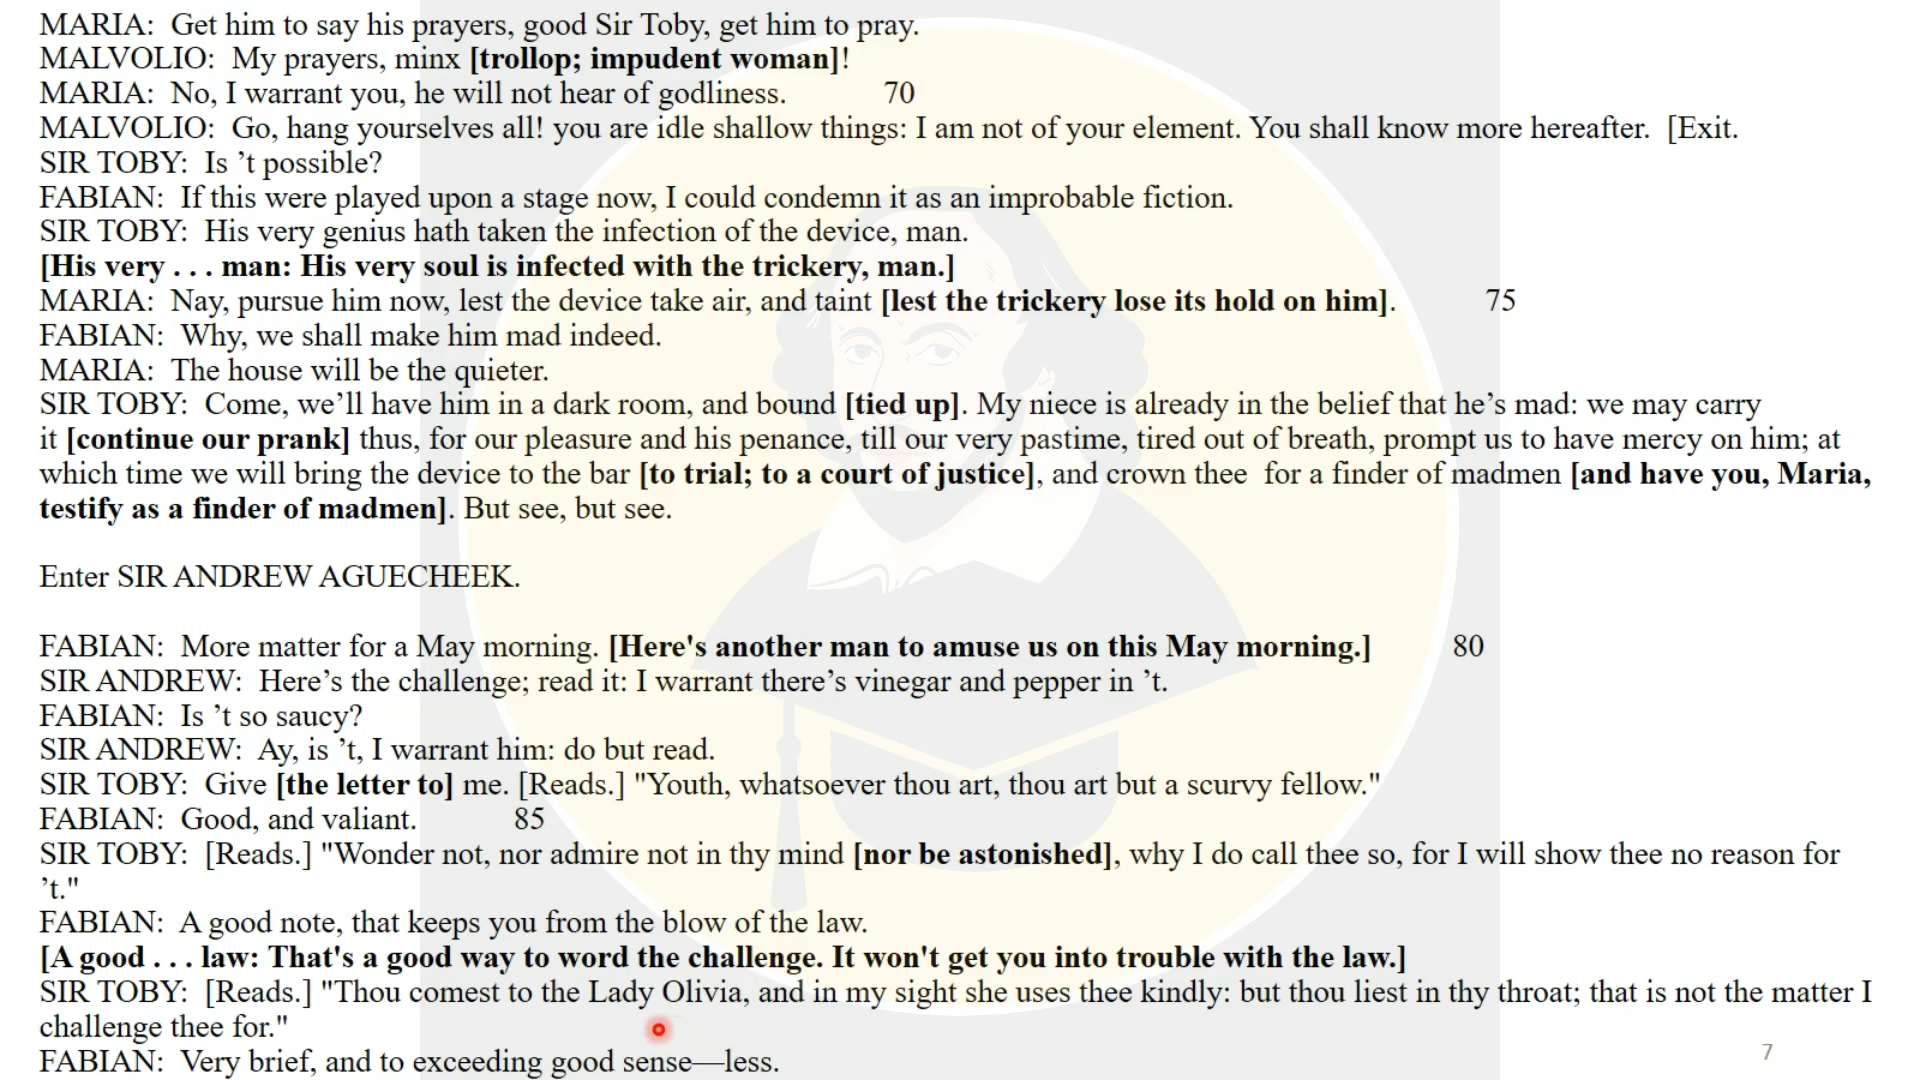 MARIA:  Get him to say his prayers, good Sir Toby, get him to pray.
MALVOLIO:  My prayers, minx [trollop; impudent woman]!
MARIA:  No, I warrant you, he will not hear of godliness.  70
MALVOLIO:  Go, hang yourselves all! you are idle shallow things: I am not of your element. You shall know more hereafter.  [Exit.
SIR TOBY:  Is ’t possible?
FABIAN:  If this were played upon a stage now, I could condemn it as an improbable fiction.
SIR TOBY:  His very genius hath taken the infection of the device, man.
[His very . . . man: His very soul is infected with the trickery, man.]
MARIA:  Nay, pursue him now, lest the device take air, and taint [lest the trickery lose its hold on him].  75
FABIAN:  Why, we shall make him mad indeed.
MARIA:  The house will be the quieter.
SIR TOBY:  Come, we’ll have him in a dark room, and bound [tied up]. My niece is already in the belief that he’s mad: we may carry
it [continue our prank] thus, for our pleasure and his penance, till our very pastime, tired out of breath, prompt us to have mercy on him; at
which time we will bring the device to the bar [to trial; to a court of justice], and crown thee  for a finder of madmen [and have you, Maria,
testify as a finder of madmen]. But see, but see.
Enter SIR ANDREW AGUECHEEK.
FABIAN:  More matter for a May morning. [Here's another man to amuse us on this May morning.]  80
SIR ANDREW:  Here’s the challenge; read it: I warrant there’s vinegar and pepper in ’t.
FABIAN:  Is ’t so saucy?
SIR ANDREW:  Ay, is ’t, I warrant him: do but read.
SIR TOBY:  Give [the letter to] me. [Reads.] "Youth, whatsoever thou art, thou art but a scurvy fellow."
FABIAN:  Good, and valiant.  85
SIR TOBY:  [Reads.] "Wonder not, nor admire not in thy mind [nor be astonished], why I do call thee so, for I will show thee no reason for
’t."
FABIAN:  A good note, that keeps you from the blow of the law.
[A good . . . law: That's a good way to word the challenge. It won't get you into trouble with the law.]
SIR TOBY:  [Reads.] "Thou comest to the Lady Olivia, and in my sight she uses thee kindly: but thou liest in thy throat; that is not the matter I
challenge thee for."
FABIAN:  Very brief, and to exceeding good sense—less.
7